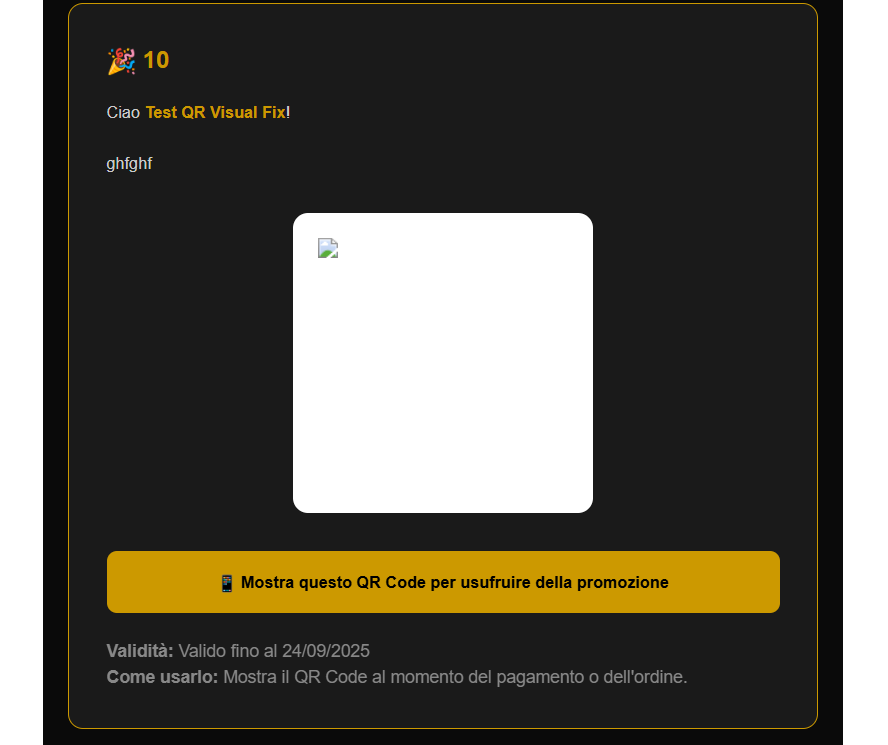 🎉 10
Ciao Test QR Visual Fix!
ghfghf
📱 Mostra questo QR Code per usufruire della promozione
Validità: Valido fino al 24/09/2025
Come usarlo: Mostra il QR Code al momento del pagamento o dell'ordine.